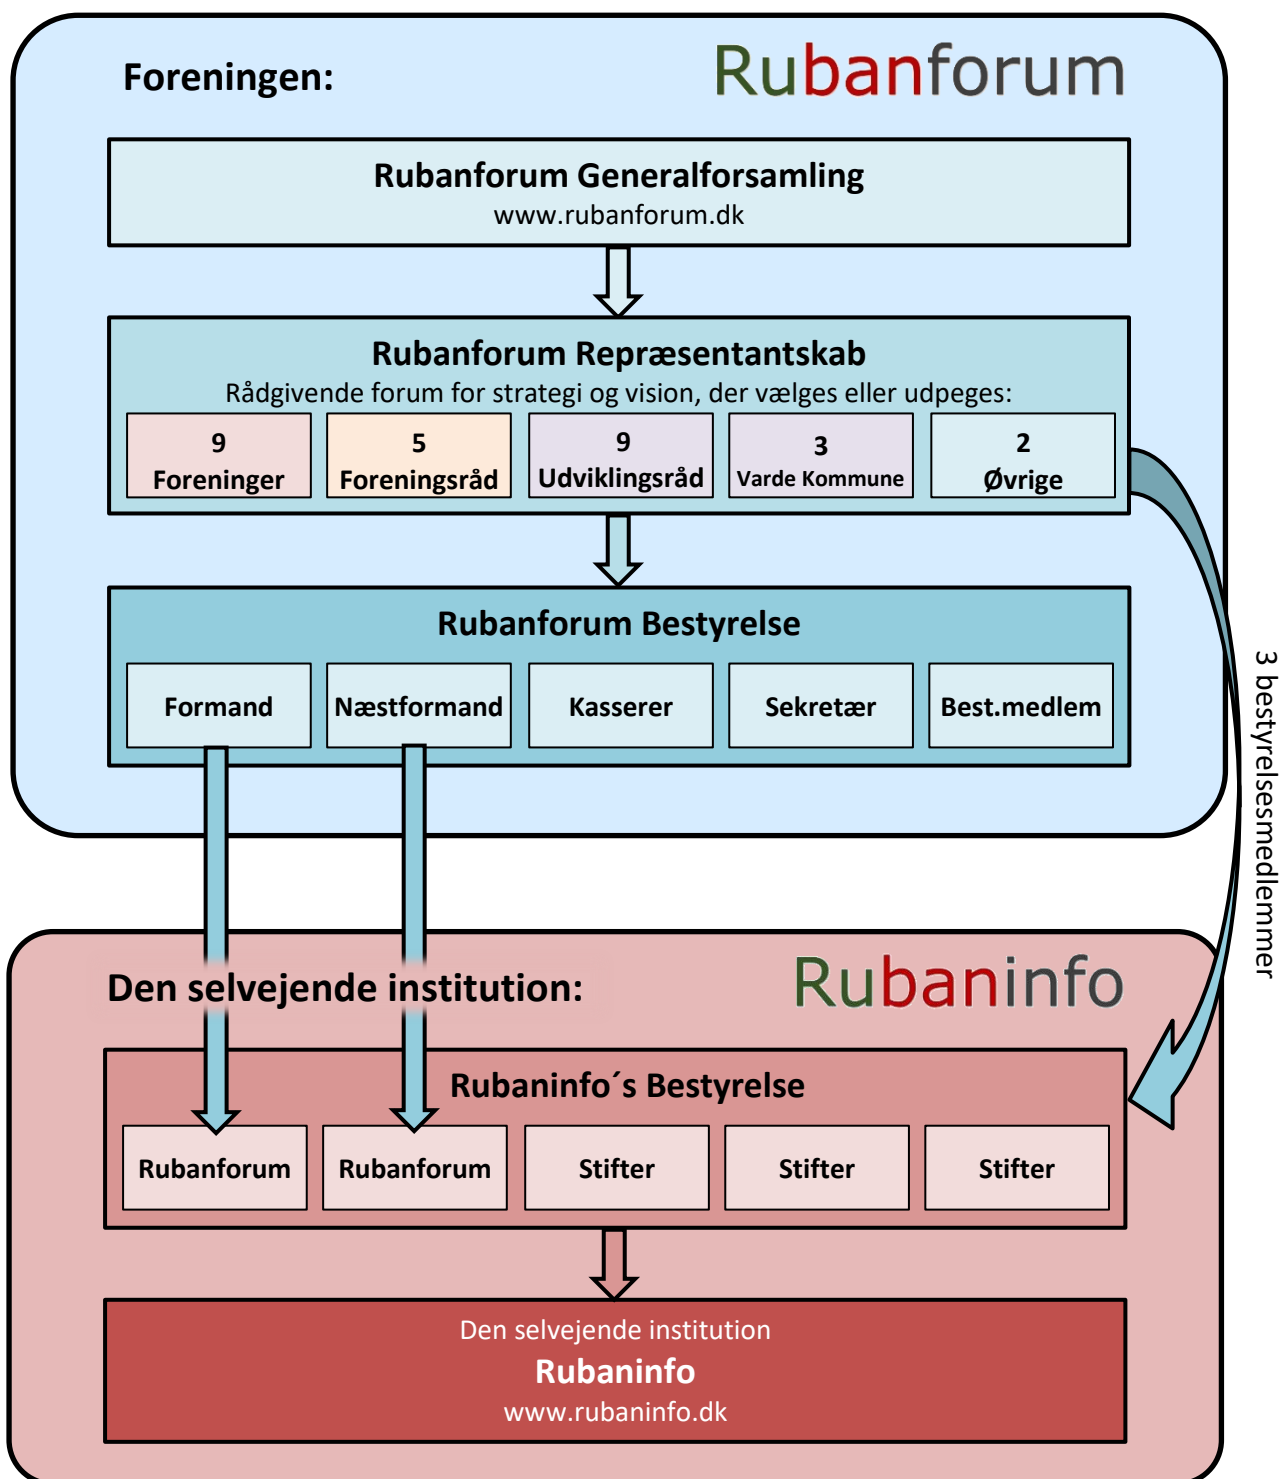 Foreningen:
Rubanforum
Rubanforum Generalforsamling
www.rubanforum.dk
Rubanforum Repræsentantskab
Rådgivende forum for strategi og vision, der vælges eller udpeges:
9
Foreninger
5
Foreningsråd
9
Udviklingsråd
3
Varde Kommune
2
Øvrige
Rubanforum Bestyrelse
Formand
Næstformand
Kasserer
Sekretær
Best.medlem
3 bestyrelsesmedlemmer
Den selvejende institution:
Rubaninfo
Rubaninfo´s Bestyrelse
Rubanforum
Rubanforum
Stifter
Stifter
Stifter
Den selvejende institution
Rubaninfo
www.rubaninfo.dk